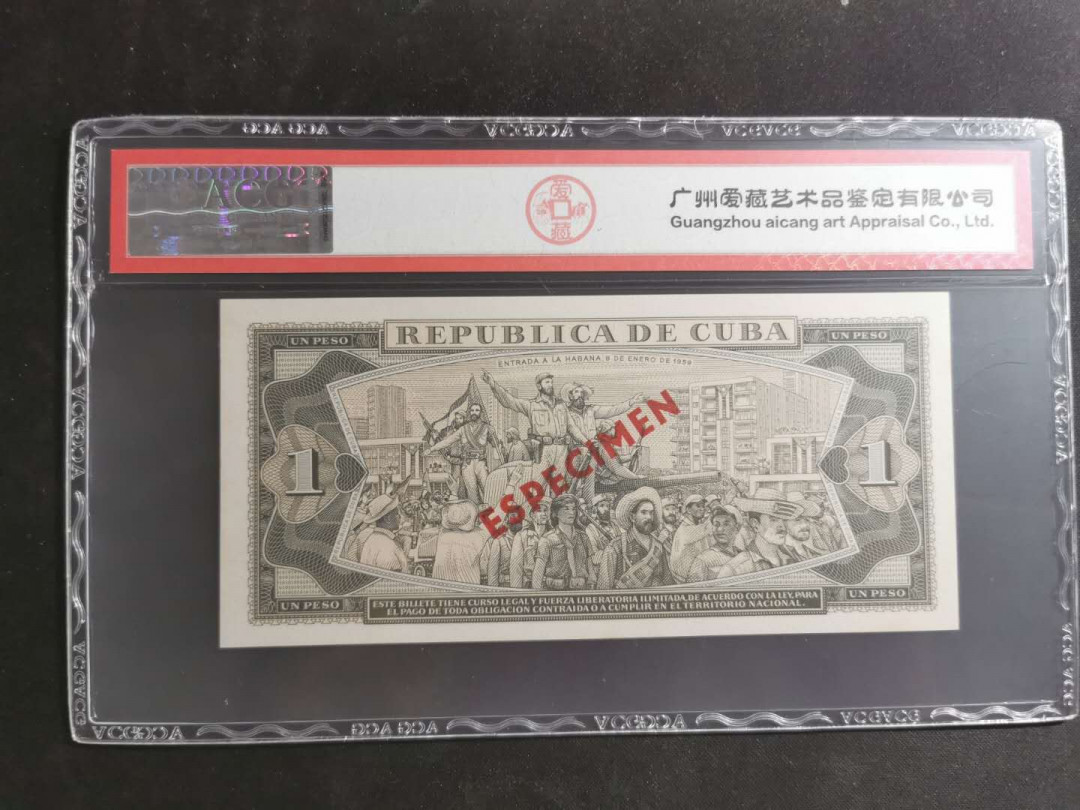 ACG
爱
藏
广州爱藏艺术品鉴定有限公司
Guangzhou aicang art Appraisal Co., Ltd.
REPUBLICA DE CUBA
UN PESO
UN PESO
ENTRADA A LA HABANA, 8 DE ENERO DE 1959
ESPECIMEN
1
1
UN PESO
UN PESO
ESTE BILLETE TIENE CURSO LEGAL Y FUERZA LIBERATORIA ILIMITADA, DE ACUERDO CON LA LEY, PARA
EL PAGO DE TODA OBLIGACION CONTRAIDA O A CUMPLIR EN EL TERRITORIO NACIONAL.